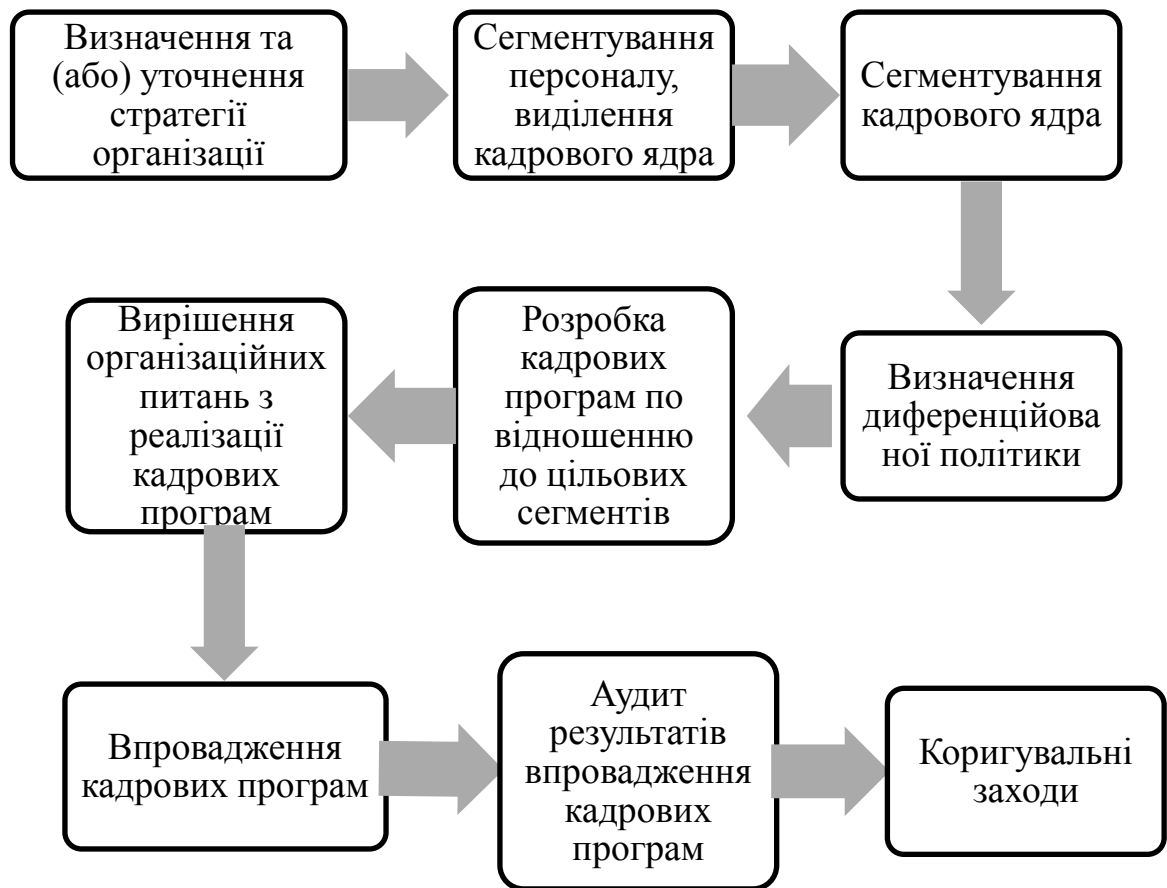 Визначення та
(або) уточнення
стратегії
організації
Сегментування
персоналу,
виділення
кадрового ядра
Сегментування
кадрового ядра
Визначення
диференційова
ної політики
Розробка
кадрових
програм по
відношенню
до цільових
сегментів
Вирішення
організаційних
питань з
реалізації
кадрових
програм
Впровадження
кадрових програм
Аудит
результатів
впровадження
кадрових
програм
Коригувальні
заходи